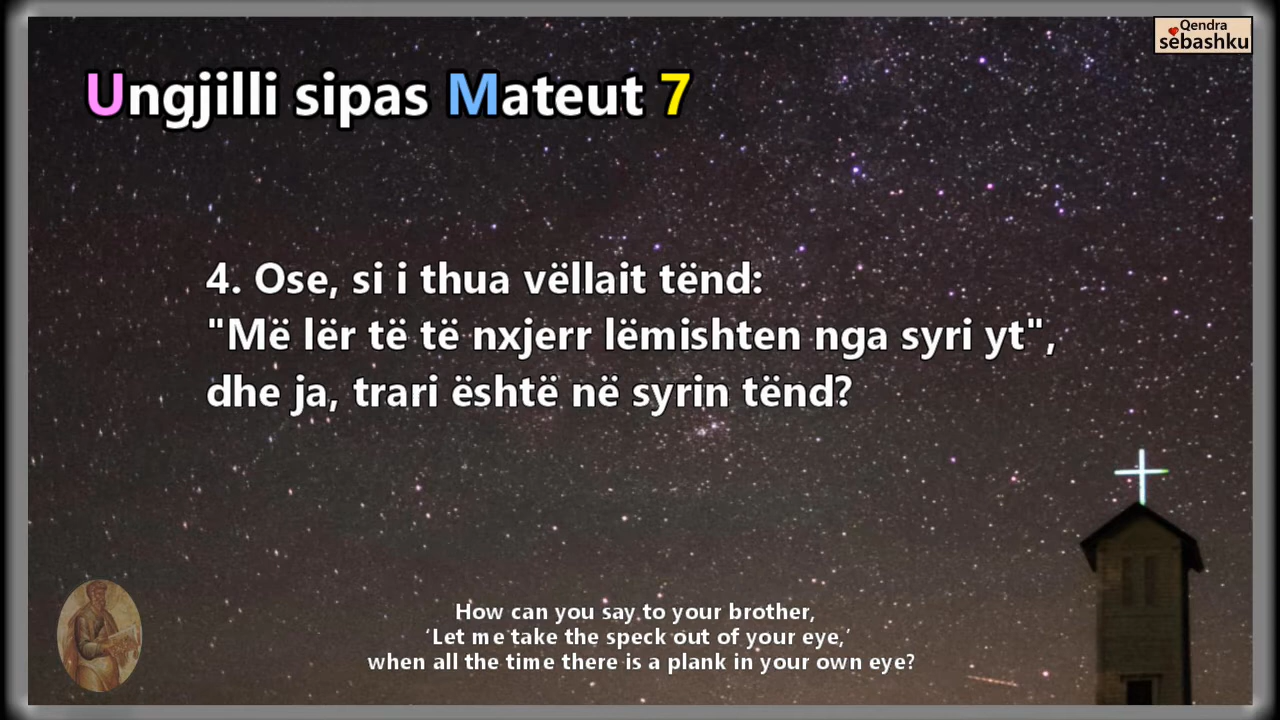 Qendra
sebashku
Ungjilli sipas Mateut 7
4. Ose, si i thua vëllait tënd:
"Më lër të të nxjerr lëmishten nga syri yt",
dhe ja, trari është në syrin tënd?
How can you say to your brother,
‘Let me take the speck out of your eye,’
when all the time there is a plank in your own eye?